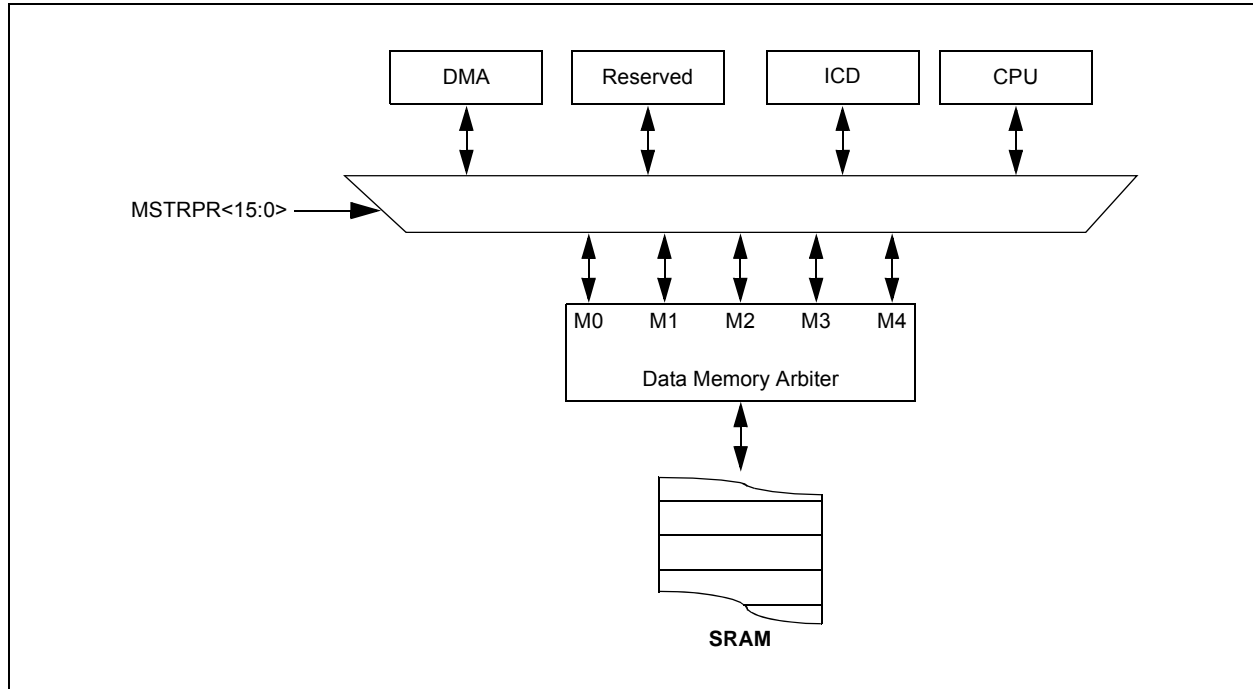 DMA
Reserved
ICD
CPU
MSTRPR<15:0>
M0
M1
M2
M3
M4
Data Memory Arbiter
SRAM